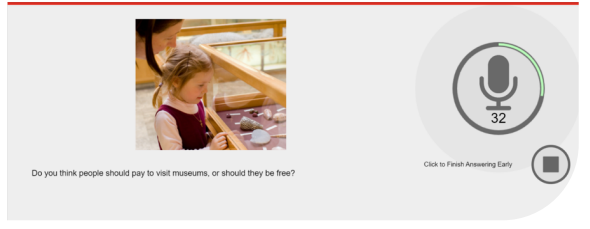 32
Click to Finish Answering Early
Do you think people should pay to visit museums, or should they be free?